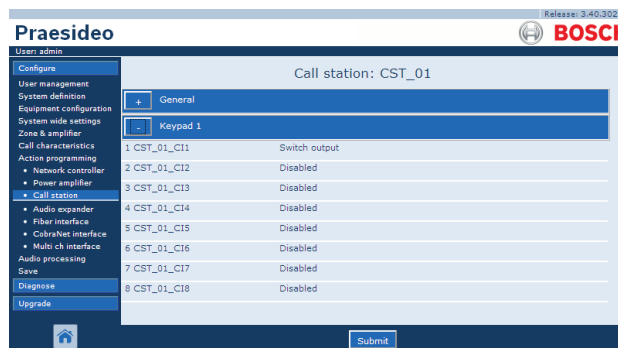 Release: 3.40.302
Praesideo
BOSCH
User: admin
Configure
User management
System definition
Equipment configuration
System wide settings
Zone & amplifier
Call characteristics
Action programming
• Network controller
• Power amplifier
• Call station
• Audio expander
• Fiber interface
• CobraNet interface
• Multi ch interface
Audio processing
Save
Diagnose
Upgrade
Call station: CST_01
+ General
- Keypad 1
1 CST_01_CI1 Switch output
2 CST_01_CI2 Disabled
3 CST_01_CI3 Disabled
4 CST_01_CI4 Disabled
5 CST_01_CI5 Disabled
6 CST_01_CI6 Disabled
7 CST_01_CI7 Disabled
8 CST_01_CI8 Disabled
Submit